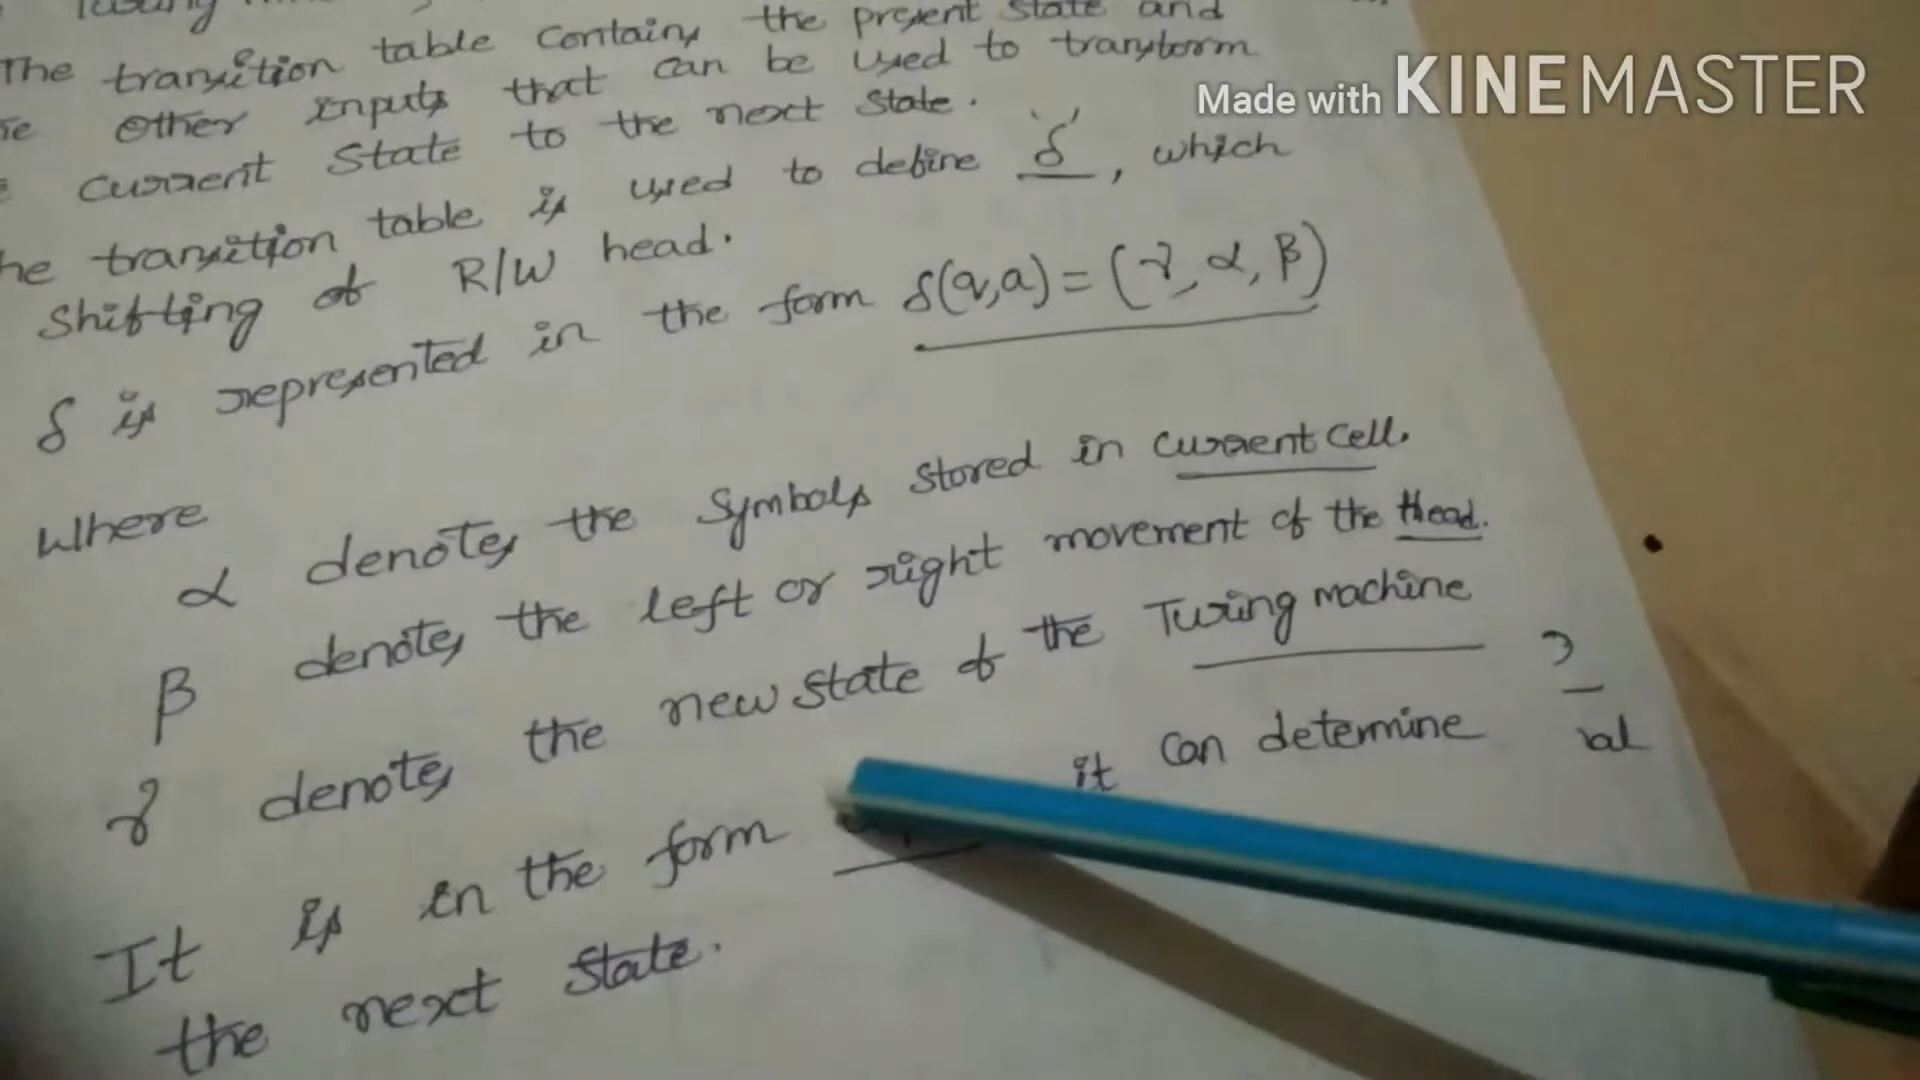 Turing
The transition table contains the present state and
other inputs that can be used to transform
current state to the next state.
transition table is used to define 'δ', which
shifting of R/W head.
δ is represented in the form δ(q,a) = (γ, α, β)
Where
α denotes the symbols stored in current cell.
β denotes the left or right movement of the Head.
γ denotes the new state of the Turing machine
It is in the form it can determine
the next state.
Made with KINEMASTER